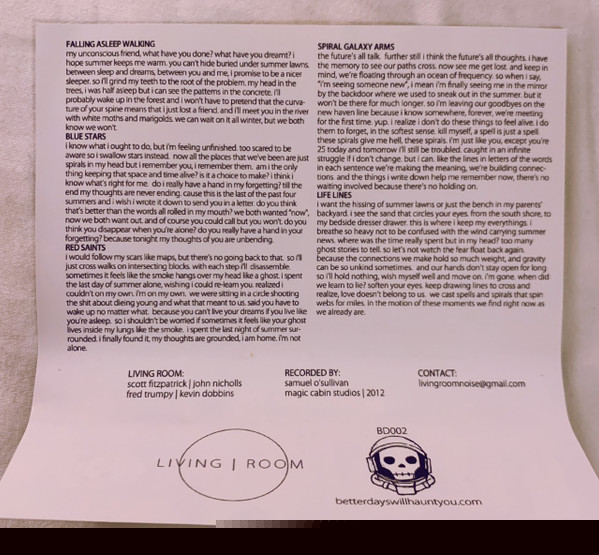 FALLING ASLEEP WALKING
my unconscious friend, what have you done? what have you dreamt? i
hope summer keeps me warm. you can't hide buried under summer lawns.
between sleep and dreams, between you and me, i promise to be a nicer
sleeper. so i'll grind my teeth to the root of the problem. my head in the
trees, i was half asleep but i can see the patterns in the concrete. i'll
probably wake up in the forest and i won't have to pretend that the curva-
ture of your spine means that i just lost a friend. and i'll meet you in the river
with white moths and marigolds. we can wait on all winter, but we both
know we won't.
BLUE STARS
i know what i ought to do, but i'm feeling unfinished. too scared to be
aware so i swallow stars instead. now all the places that we've been are just
spirals in my head but i remember you, i remember them. am i the only
thing keeping that space and time alive? is it a choice to make? i think i
know what's right for me. do i really have a hand in my forgetting? till the
end my thoughts are never ending. cause this is the last of the past four
summers and i wish i wrote it down to send you in a letter. do you think
that's better than the words all rolled in my mouth? we both wanted "now",
now we both want out. and of course you could call but you won't. do you
think you disappear when you're alone? do you really have a hand in your
forgetting? because tonight my thoughts of you are unbending.
RED SAINTS
i would follow my scars like maps, but there's no going back to that. so i'll
just cross walks on intersecting blocks. with each step i'll disassemble.
sometimes it feels like the smoke hangs over my head like a ghost. i spent
the last day of summer alone, wishing i could re-learn you. realized i
couldn't on my own. i'm on my own. we were sitting in a circle shooting
the shit about dieing young and what that meant to us. said you have to
wake up no matter what. because you can't live your dreams if you live like
you're asleep. so i shouldn't be worried if sometimes it feels like your ghost
lives inside my lungs like the smoke. i spent the last night of summer sur-
rounded. i finally found it, my thoughts are grounded, i am home. i'm not
alone.
SPIRAL GALAXY ARMS
the future's all talk. further still i think the future's all thoughts. i have
the memory to see our paths cross. now see me get lost. and keep in
mind, we're floating through an ocean of frequency. so when i say,
"i'm seeing someone new", i mean i'm finally seeing me in the mirror
by the backdoor where we used to sneak out in the summer. but it
won't be there for much longer. so i'm leaving our goodbyes on the
new haven line because i know somewhere, forever, we're meeting
for the first time. yup. i realize i don't do these things to feel alive. i do
them to forget, in the softest sense. kill myself, a spell is just a spell.
these spirals give me hell, these spirals. i'm just like you, except you're
25 today and tomorrow i'll still be troubled. caught in an infinite
struggle if i don't change. but i can. like the lines in letters of the words
in each sentence we're making the meaning, we're building connec-
tions. and the things i write down help me remember now, there's no
waiting involved because there's no holding on.
LIFE LINES
i want the hissing of summer lawns or just the bench in my parents'
backyard. i see the sand that circles your eyes, from the south shore, to
my bedside dresser drawer. this is where i keep my everythings. i
breathe so heavy not to be confused with the wind carrying summer
news. where was the time really spent but in my head? too many
ghost stories to tell. so let's not watch the fear float back again.
because the connections we make hold so much weight, and gravity
can be so unkind sometimes. and our hands don't stay open for long
so i'll hold nothing, wish myself well and move on. i'm gone. when did
we learn to lie? soften your eyes. keep drawing lines to cross and
realize, love doesn't belong to us. we cast spells and spirals that spin
webs for miles. in the motion of these moments we find right now as
we already are.
LIVING ROOM:
scott fitzpatrick | john nicholls
fred trumpy | kevin dobbins
RECORDED BY:
samuel o'sullivan
magic cabin studios | 2012
CONTACT:
livingroomnoise@gmail.com
LIVING | ROOM
BD002
betterdayswillhauntyou.com